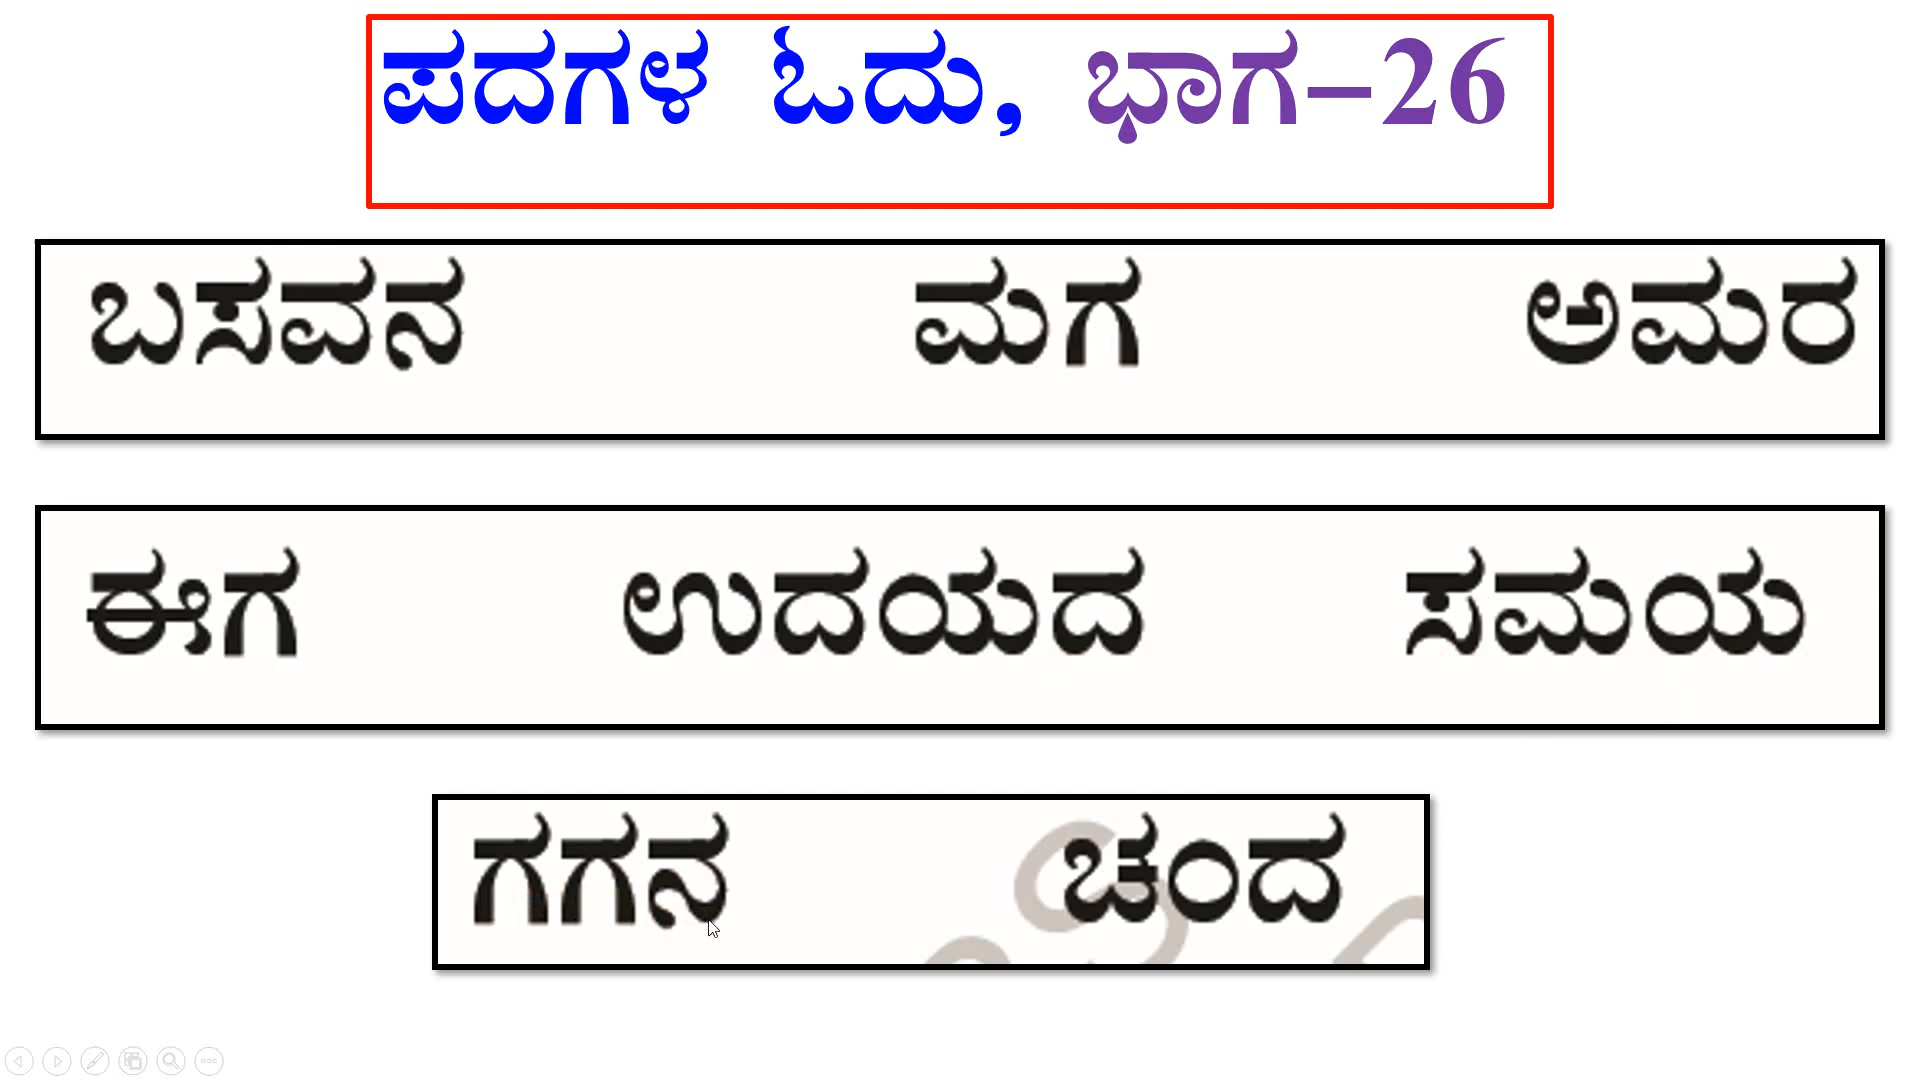 ಪದಗಳ ಓದು, ಭಾಗ-26
ಬಸವನ ಮಗ ಅಮರ
ಈಗ ಉದಯದ ಸಮಯ
ಗಗನ ಚಂದ